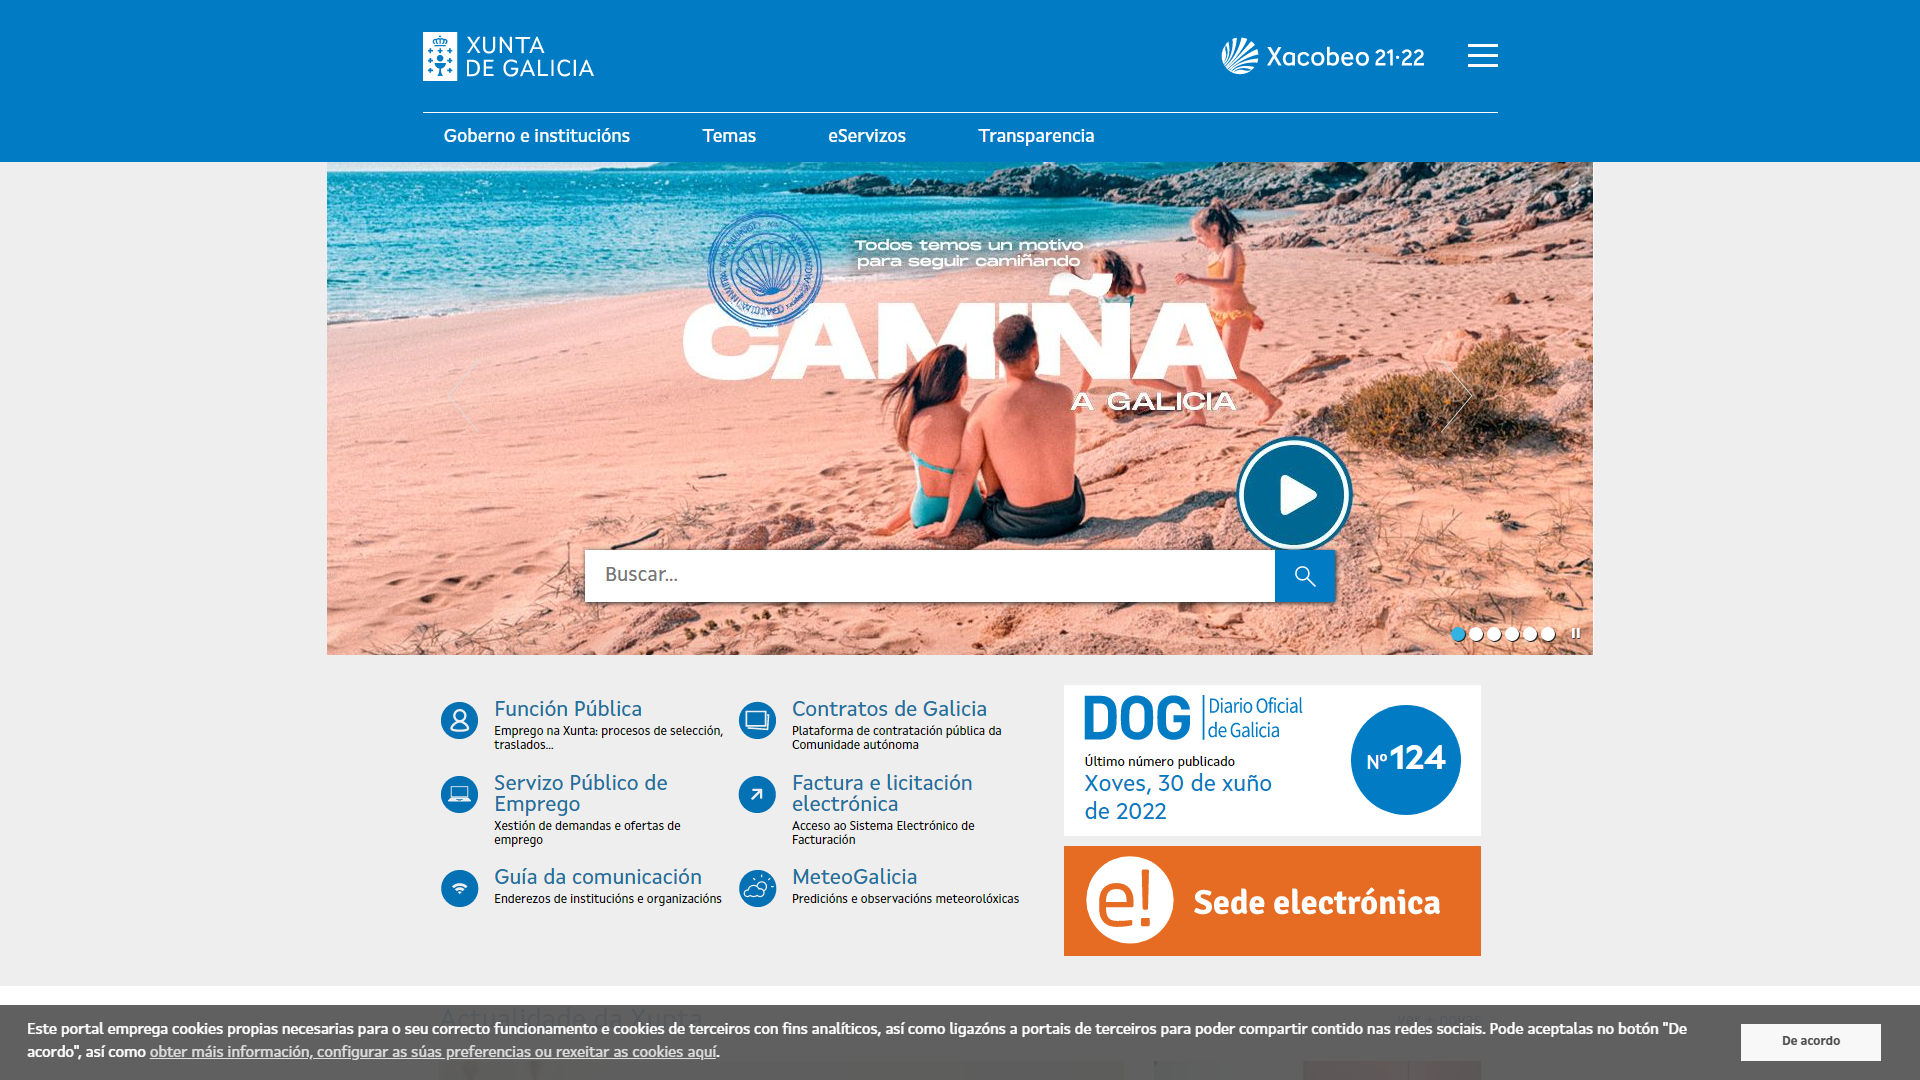 XUNTA
DE GALICIA
Xacobeo 21·22
Goberno e institucións
Temas
eServizos
Transparencia
Todos temos un motivo
para seguir camiñando
CAMIÑA
A GALICIA
Buscar...
Función Pública
Emprego na Xunta: procesos de selección,
traslados...
Contratos de Galicia
Plataforma de contratación pública da
Comunidade autónoma
Servizo Público de
Emprego
Xestión de demandas e ofertas de
emprego
Factura e licitación
electrónica
Acceso ao Sistema Electrónico de
Facturación
Guía da comunicación
Enderezos de institucións e organizacións
MeteoGalicia
Predicións e observacións meteorolóxicas
DOG Diario Oficial
de Galicia
Último número publicado
Xoves, 30 de xuño
de 2022
Nº 124
e! Sede electrónica
Actualidade da Xunta
ver + novas
Este portal emprega cookies propias necesarias para o seu correcto funcionamento e cookies de terceiros con fins analíticos, así como ligazóns a portais de terceiros para poder compartir contido nas redes sociais. Pode aceptalas no botón "De
acordo", así como obter máis información, configurar as súas preferencias ou rexeitar as cookies aquí.
De acordo